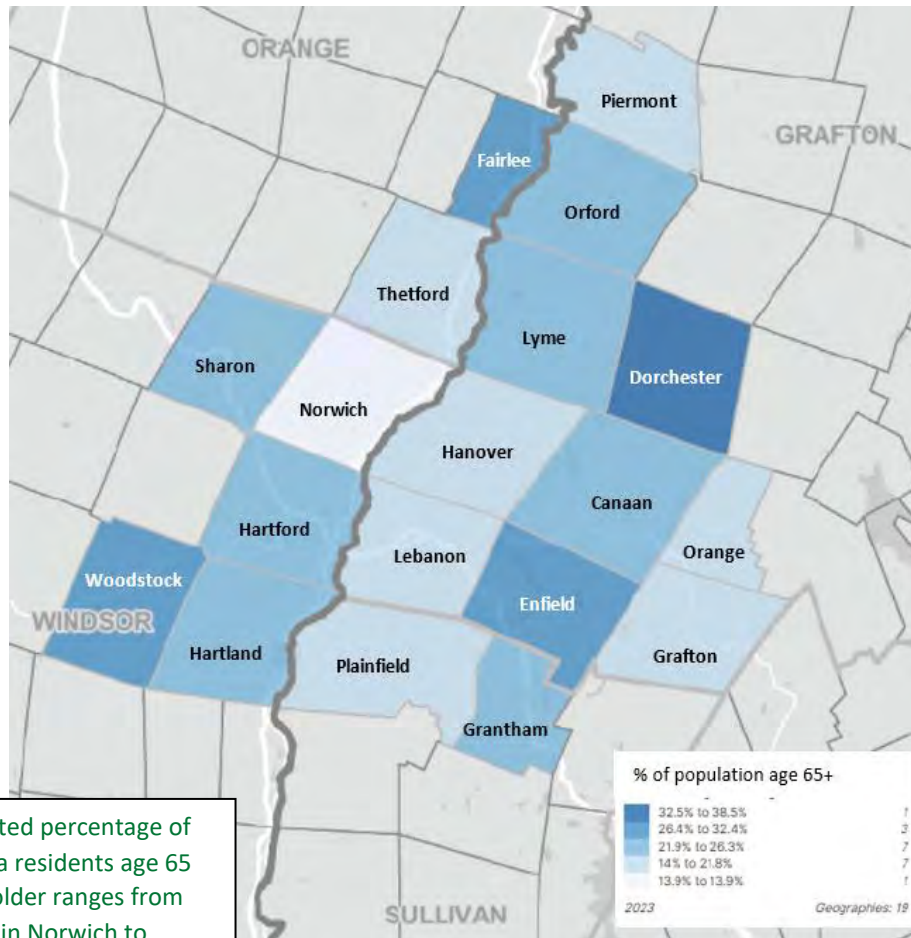 ORANGE
Piermont
GRAFTON
Fairlee
Orford
Thetford
Lyme
Sharon
Dorchester
Norwich
Hanover
Canaan
Hartford
Orange
Lebanon
Woodstock
Enfield
WINDSOR
Hartland
Grafton
Plainfield
Grantham
% of population age 65+
32.5% to 38.5% 1
26.4% to 32.4% 3
21.9% to 26.3% 7
14% to 21.8% 7
13.9% to 13.9% 1
2023 Geographies: 19
ted percentage of
a residents age 65
older ranges from
in Norwich to
SULLIVAN